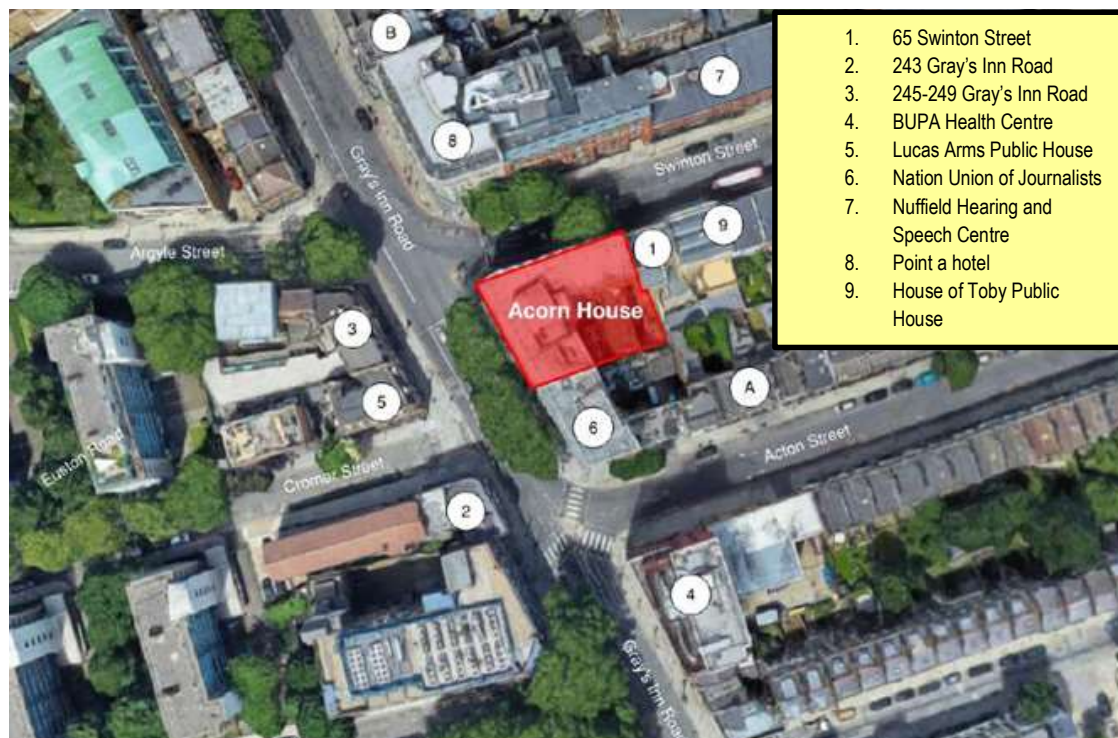 1. 65 Swinton Street
2. 243 Gray's Inn Road
3. 245-249 Gray's Inn Road
4. BUPA Health Centre
5. Lucas Arms Public House
6. Nation Union of Journalists
7. Nuffield Hearing and
Speech Centre
8. Point a hotel
9. House of Toby Public
House
B
7
8
Gray's Inn Road
Swinton Street
Argyle Street
1
9
Acorn House
3
5
A
6
Acton Street
Euston Road
Cromer Street
2
4
Gray's Inn Road